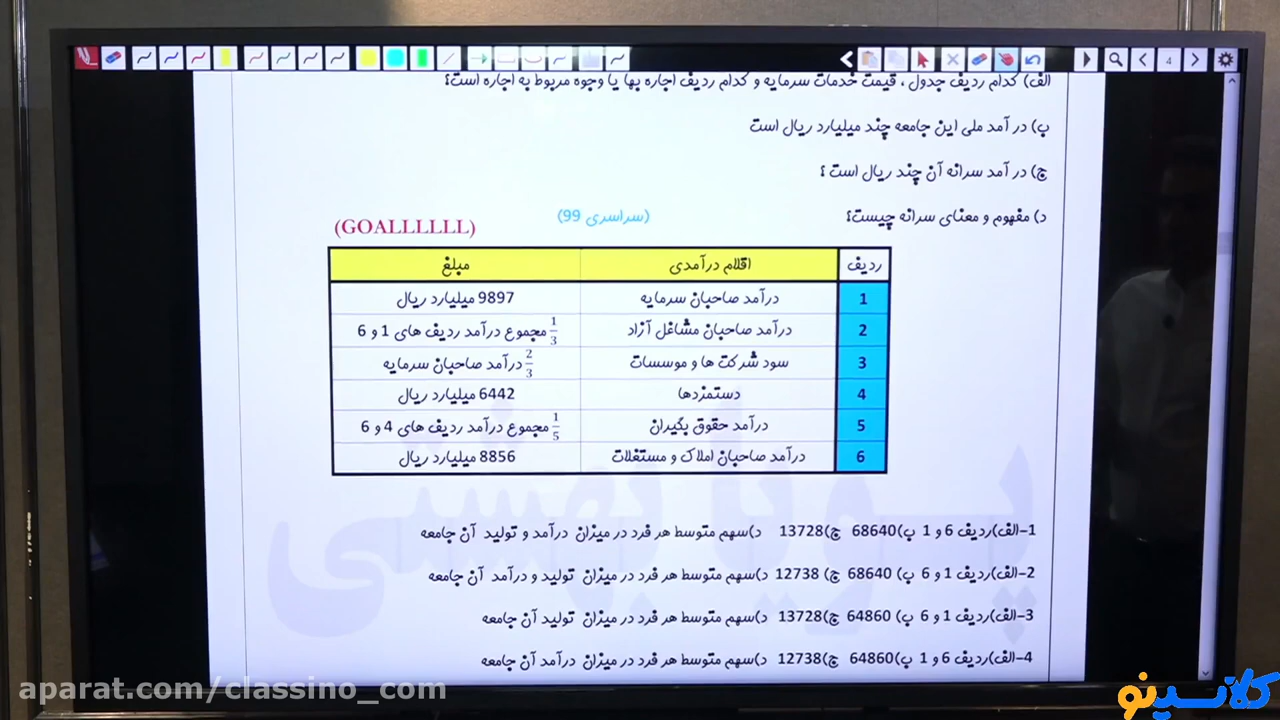 4
الف) کدام ردیف جدول ، قیمت خدمات سرمایه و کدام ردیف اجاره بها یا وجوه مربوط به اجاره است؟
ب) در آمد ملی این جامعه چند میلیارد ریال است
ج) در آمد سرانه آن چند ریال است ؟
د) مفهوم و معنای سرانه چیست؟ (سراسری 99)
(GOALLLLLL)
ردیف اقلام درآمدی مبلغ
1 درآمد صاحبان سرمایه 9897 میلیارد ریال
2 درآمد صاحبان مشاغل آزاد 1/3 مجموع درآمد ردیف های 1 و 6
3 سود شرکت ها و موسسات 2/3 درآمد صاحبان سرمایه
4 دستمزدها 6442 میلیارد ریال
5 درآمد حقوق بگیران 1/5 مجموع درآمد ردیف های 4 و 6
6 درآمد صاحبان املاک و مستغلات 8856 میلیارد ریال
پویا بهشتی
1-الف)ردیف 6 و 1 ب)68640 ج)13728 د)سهم متوسط هر فرد در میزان درآمد و تولید آن جامعه
2-الف)ردیف 1 و 6 ب) 68640 ج) 12738 د)سهم متوسط هر فرد در میزان تولید و درآمد آن جامعه
3-الف)ردیف 1 و 6 ب) 64860 ج)13728 د)سهم متوسط هر فرد در میزان تولید آن جامعه
4-الف)ردیف 6 و 1 ب)64860 ج)12738 د)سهم متوسط هر فرد در میزان درآمد آن جامعه
aparat.com/classino_com
کلاسینو